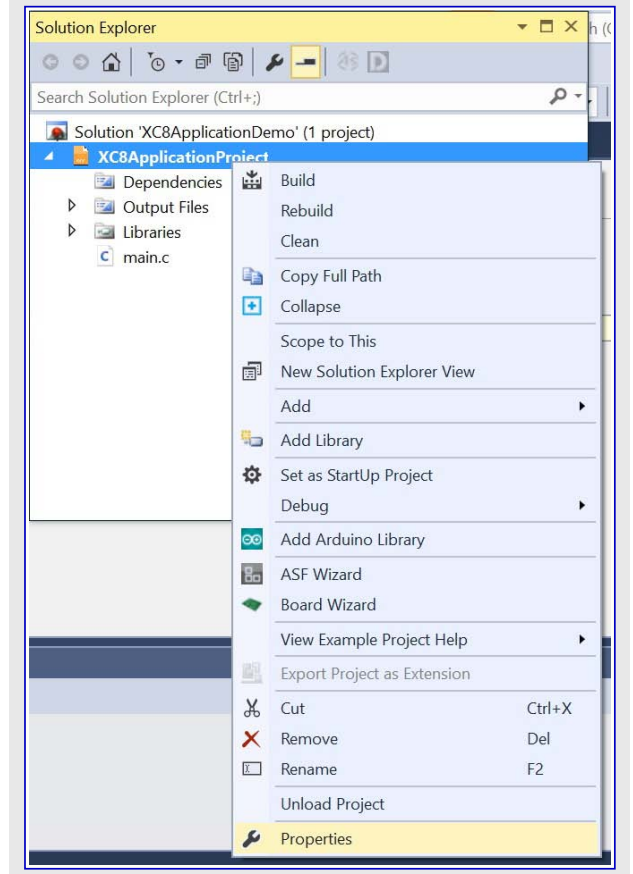 Solution Explorer
Search Solution Explorer (Ctrl+;)
Solution 'XC8ApplicationDemo' (1 project)
XC8ApplicationProject
Dependencies
Output Files
Libraries
main.c
Build
Rebuild
Clean
Copy Full Path
Collapse
Scope to This
New Solution Explorer View
Add
Add Library
Set as StartUp Project
Debug
Add Arduino Library
ASF Wizard
Board Wizard
View Example Project Help
Export Project as Extension
Cut Ctrl+X
Remove Del
Rename F2
Unload Project
Properties